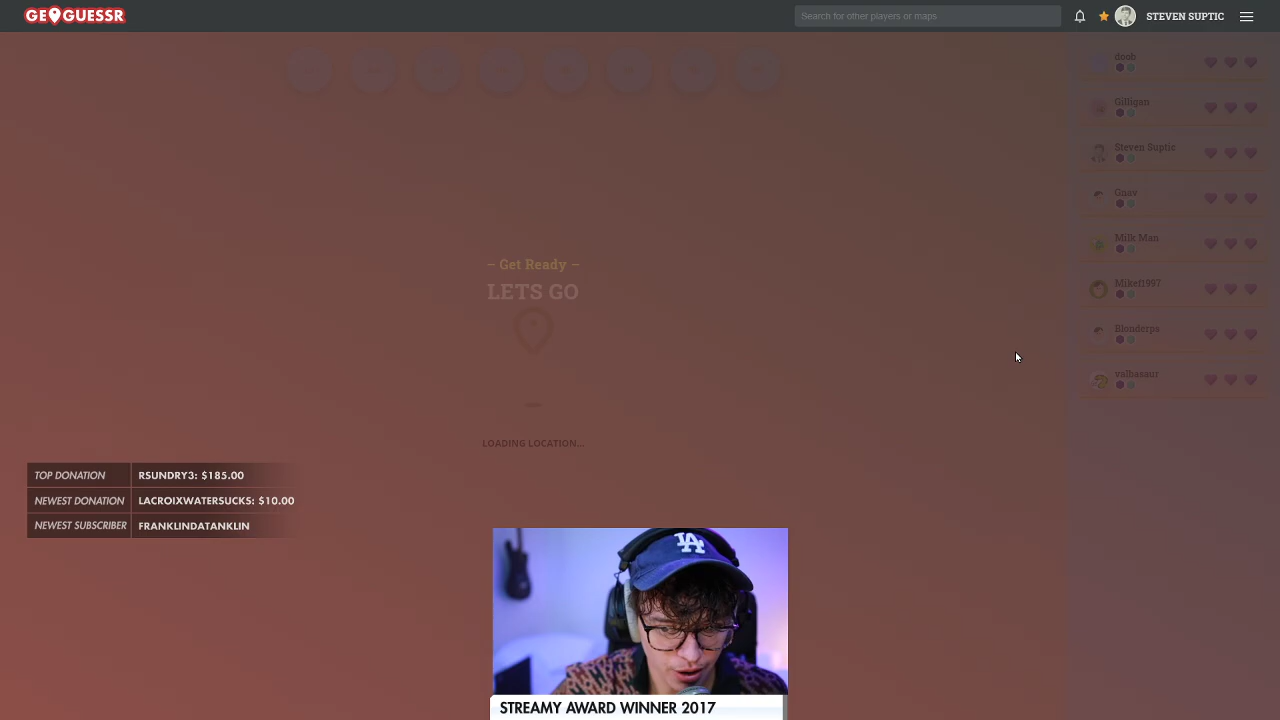 GEOGUESSR
Search for other players or maps
STEVEN SUPTIC
doob
Gilligan
Steven Suptic
Gnav
Milk Man
Mikef1997
Blonderps
valbasaur
– Get Ready –
LETS GO
LOADING LOCATION...
TOP DONATION RSUNDRY3: $185.00
NEWEST DONATION LACROIXWATERSUCKS: $10.00
NEWEST SUBSCRIBER FRANKLINDATANKLIN
LA
STREAMY AWARD WINNER 2017